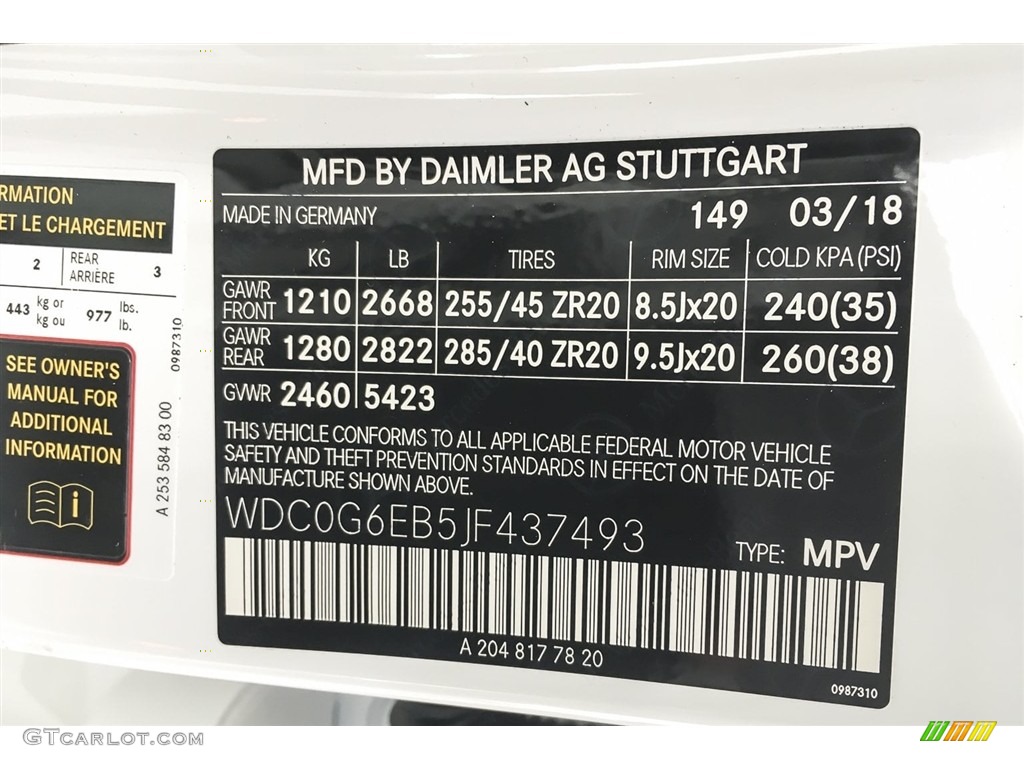 RMATION
ET LE CHARGEMENT
2 REAR ARRIÈRE 3
443 kg or kg ou 977 lbs. lb.
SEE OWNER'S
MANUAL FOR
ADDITIONAL
INFORMATION
A 253 584 83 00
0987310
MFD BY DAIMLER AG STUTTGART
MADE IN GERMANY 149 03/18
KG LB TIRES RIM SIZE COLD KPA (PSI)
GAWR FRONT 1210 2668 255/45 ZR20 8.5Jx20 240(35)
GAWR REAR 1280 2822 285/40 ZR20 9.5Jx20 260(38)
GVWR 2460 5423
THIS VEHICLE CONFORMS TO ALL APPLICABLE FEDERAL MOTOR VEHICLE
SAFETY AND THEFT PREVENTION STANDARDS IN EFFECT ON THE DATE OF
MANUFACTURE SHOWN ABOVE.
WDC0G6EB5JF437493
TYPE: MPV
A 204 817 78 20
0987310
GTCarlot.com